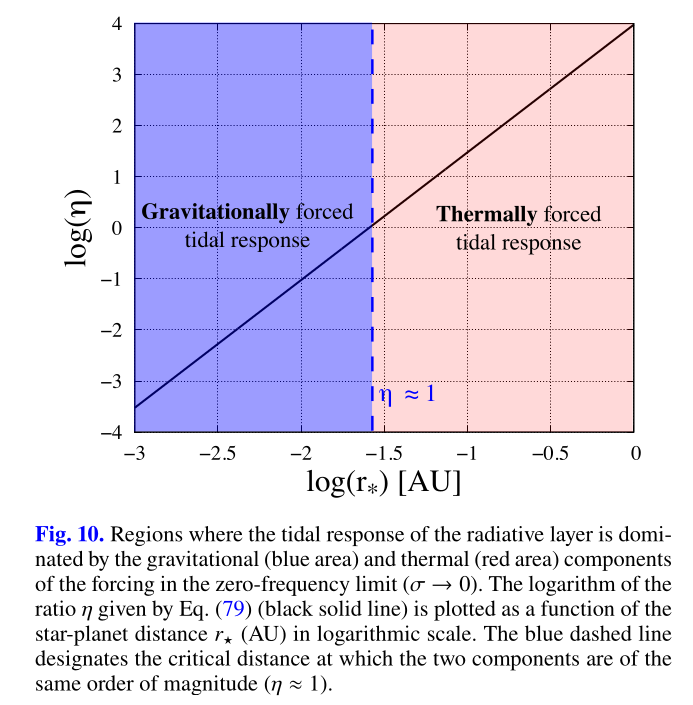 4
3
2
1
0
−1
−2
−3
−4
log(η)
Gravitationally forced
tidal response
Thermally forced
tidal response
η ≈ 1
−3 −2.5 −2 −1.5 −1 −0.5 0
log(r*) [AU]
Fig. 10. Regions where the tidal response of the radiative layer is domi-
nated by the gravitational (blue area) and thermal (red area) components
of the forcing in the zero-frequency limit (σ → 0). The logarithm of the
ratio η given by Eq. (79) (black solid line) is plotted as a function of the
star-planet distance r⋆ (AU) in logarithmic scale. The blue dashed line
designates the critical distance at which the two components are of the
same order of magnitude (η ≈ 1).